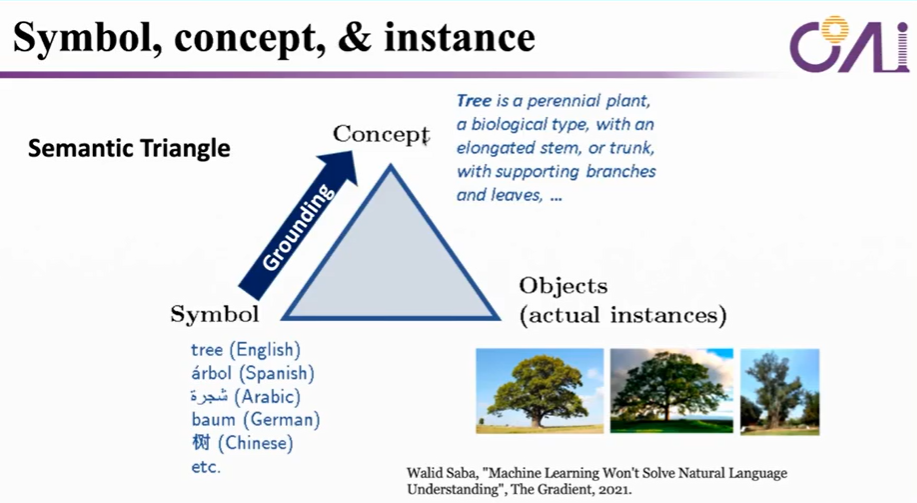 Symbol, concept, & instance
COAI
Semantic Triangle
Concept
Tree is a perennial plant,
a biological type, with an
elongated stem, or trunk,
with supporting branches
and leaves, ...
Grounding
Symbol
tree (English)
árbol (Spanish)
شجرة (Arabic)
baum (German)
树 (Chinese)
etc.
Objects
(actual instances)
Walid Saba, "Machine Learning Won't Solve Natural Language
Understanding", The Gradient, 2021.